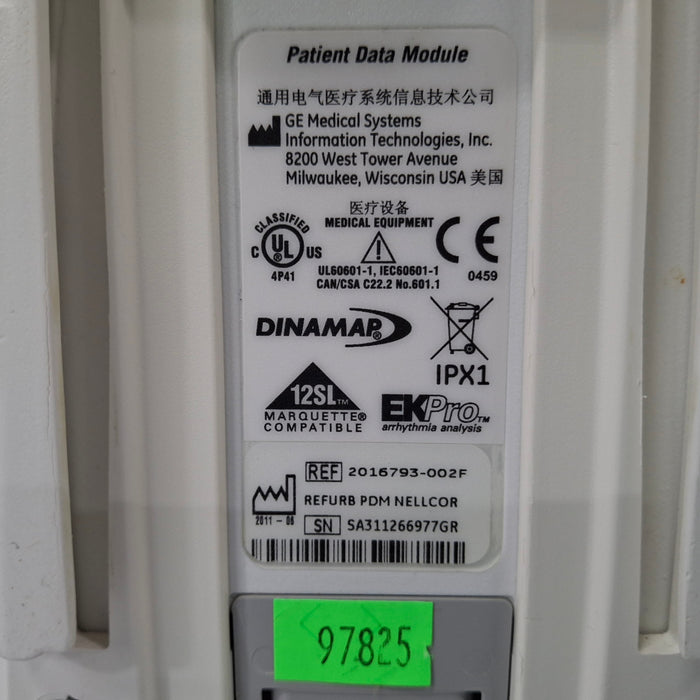 Patient Data Module
通用电气医疗系统信息技术公司
GE Medical Systems
Information Technologies, Inc.
8200 West Tower Avenue
Milwaukee, Wisconsin USA 美国
医疗设备
MEDICAL EQUIPMENT
CLASSIFIED
C UL® US
4P41
UL60601-1, IEC60601-1
CAN/CSA C22.2 No.601.1
CE
0459
DINAMAP®
IPX1
12SL™
MARQUETTE®
COMPATIBLE
EK-Pro™
arrhythmia analysis
REF 2016793-002F
REFURB PDM NELLCOR
2011-06
SN SA311266977GR
97825